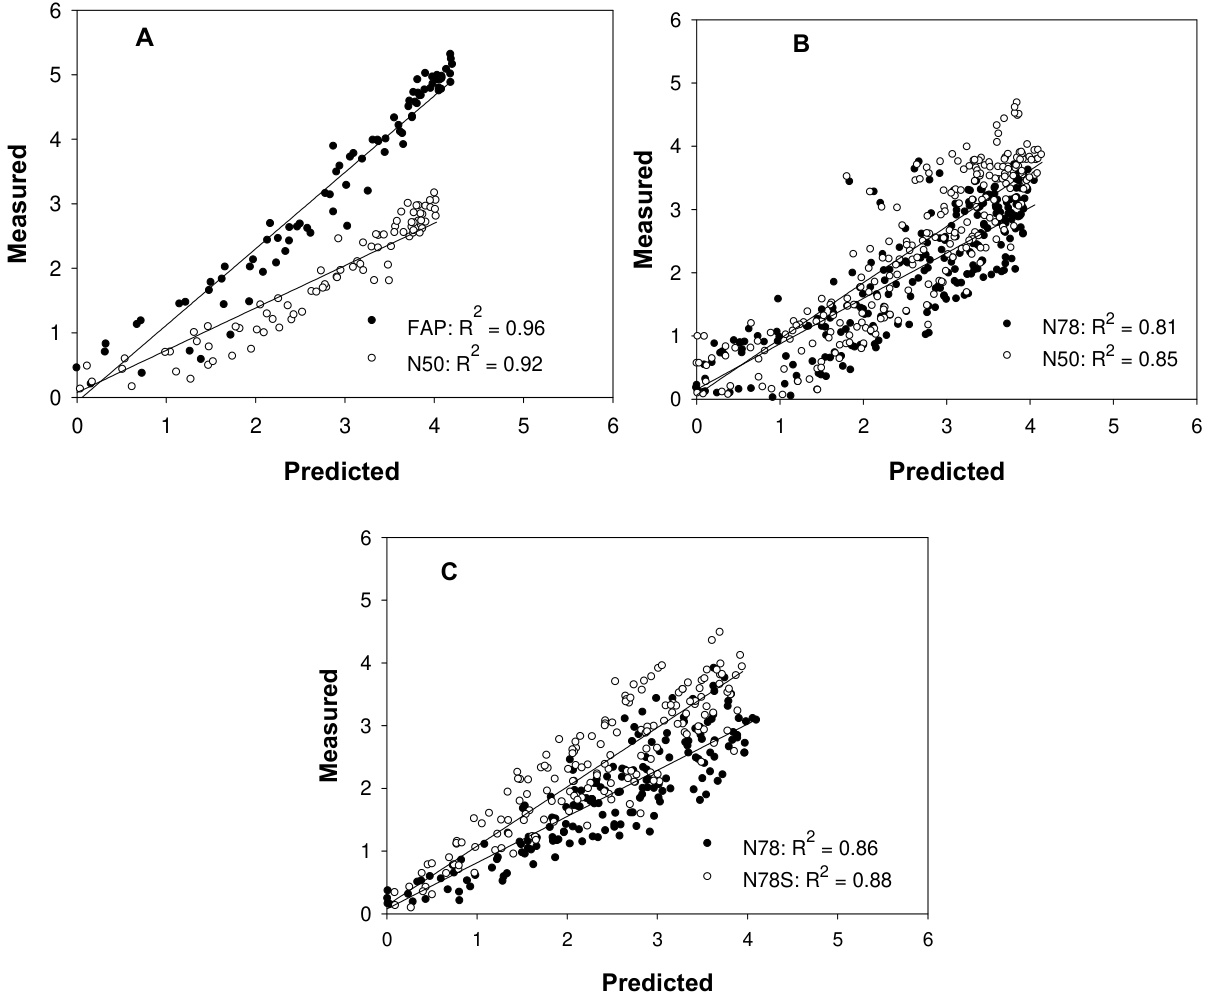 A
Measured
6
5
4
3
2
1
0
FAP: R² = 0.96
N50: R² = 0.92
0 1 2 3 4 5 6
Predicted
B
Measured
6
5
4
3
2
1
0
N78: R² = 0.81
N50: R² = 0.85
0 1 2 3 4 5 6
Predicted
C
Measured
6
5
4
3
2
1
0
N78: R² = 0.86
N78S: R² = 0.88
0 1 2 3 4 5 6
Predicted